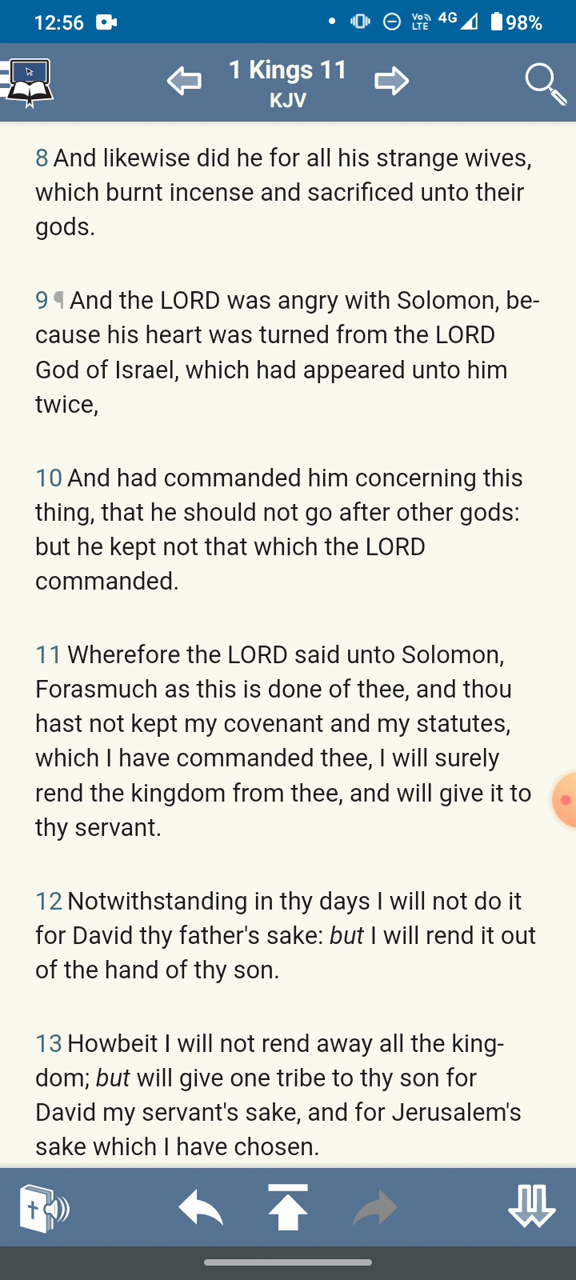 12:56
VoLTE 4G 98%
1 Kings 11
KJV
8 And likewise did he for all his strange wives,
which burnt incense and sacrificed unto their
gods.
9 ¶ And the LORD was angry with Solomon, be-
cause his heart was turned from the LORD
God of Israel, which had appeared unto him
twice,
10 And had commanded him concerning this
thing, that he should not go after other gods:
but he kept not that which the LORD
commanded.
11 Wherefore the LORD said unto Solomon,
Forasmuch as this is done of thee, and thou
hast not kept my covenant and my statutes,
which I have commanded thee, I will surely
rend the kingdom from thee, and will give it to
thy servant.
12 Notwithstanding in thy days I will not do it
for David thy father's sake: but I will rend it out
of the hand of thy son.
13 Howbeit I will not rend away all the king-
dom; but will give one tribe to thy son for
David my servant's sake, and for Jerusalem's
sake which I have chosen.